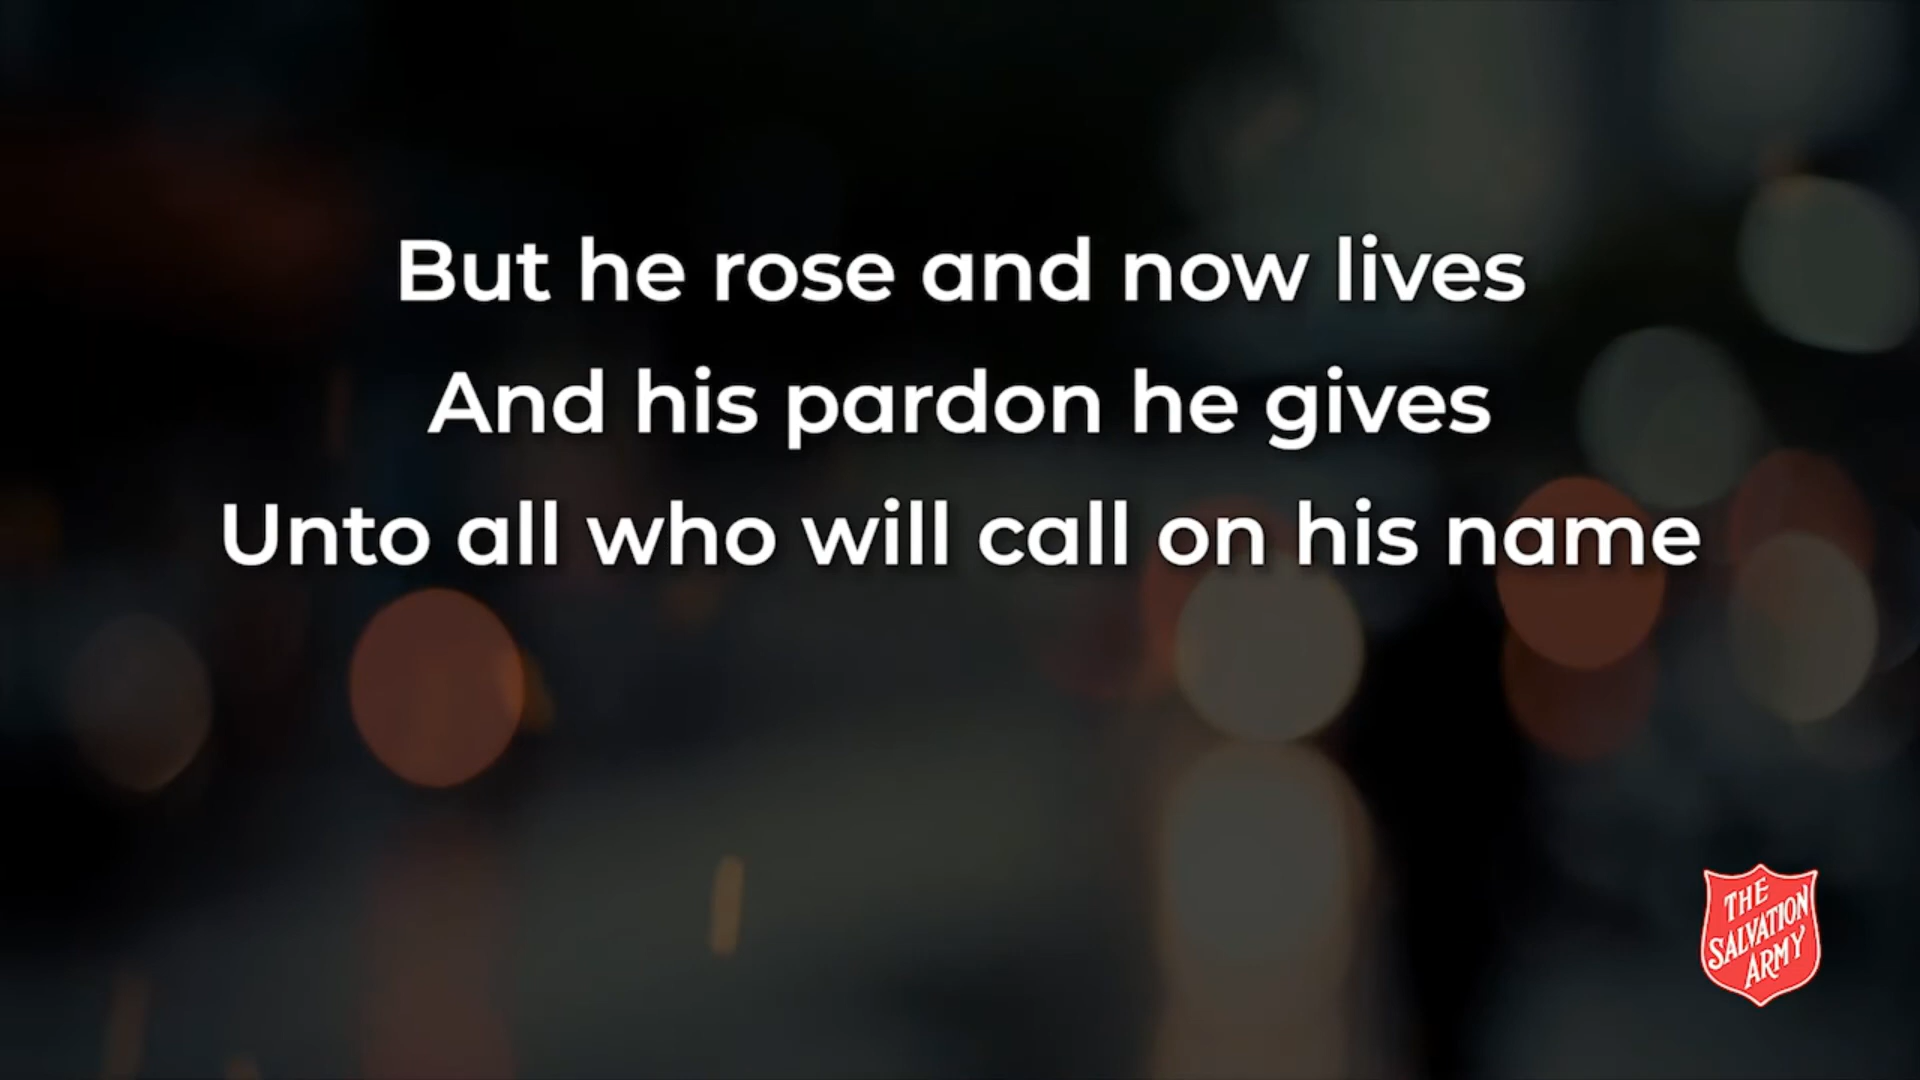 But he rose and now lives
And his pardon he gives
Unto all who will call on his name
THE
SALVATION
ARMY